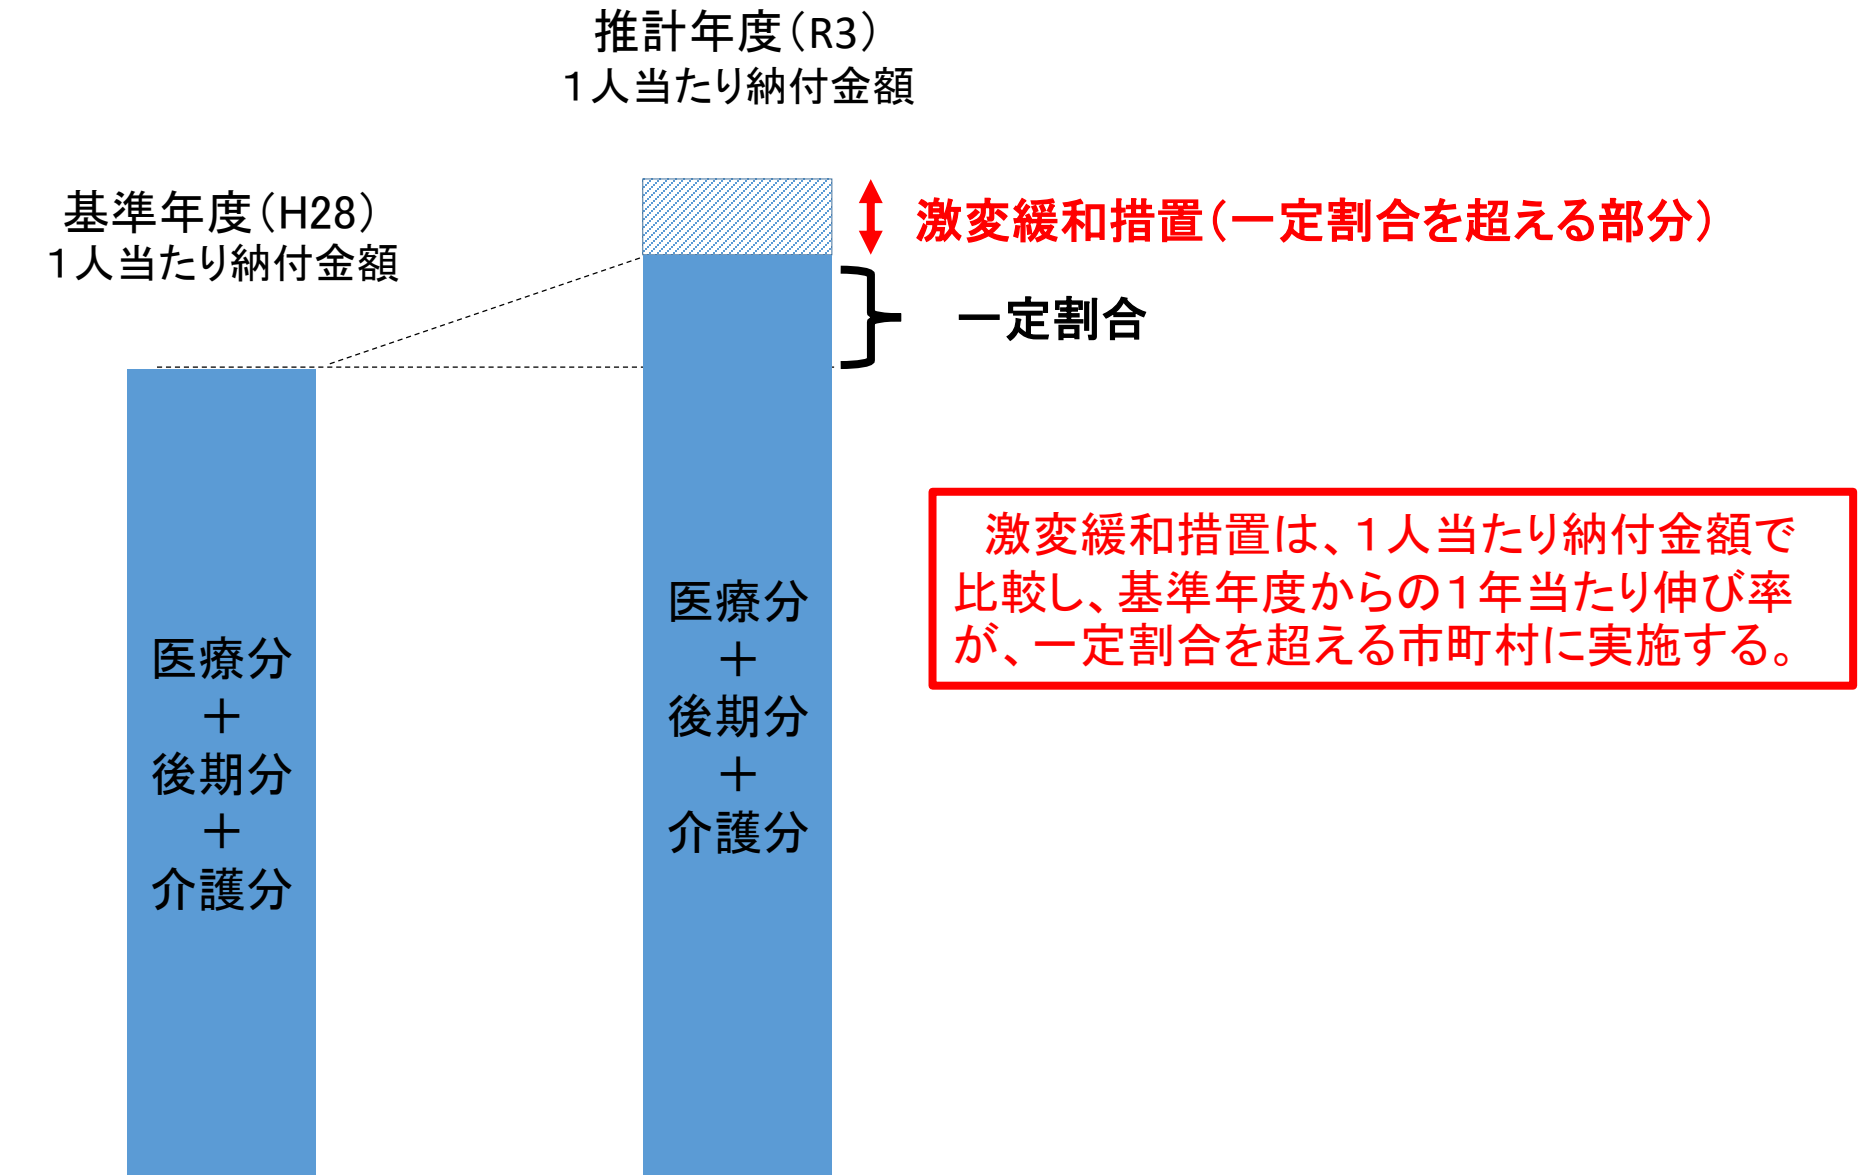 推計年度（R3）
１人当たり納付金額
基準年度（H28）
１人当たり納付金額
激変緩和措置（一定割合を超える部分）
一定割合
激変緩和措置は、１人当たり納付金額で
比較し、基準年度からの１年当たり伸び率
が、一定割合を超える市町村に実施する。
医療分
＋
後期分
＋
介護分
医療分
＋
後期分
＋
介護分